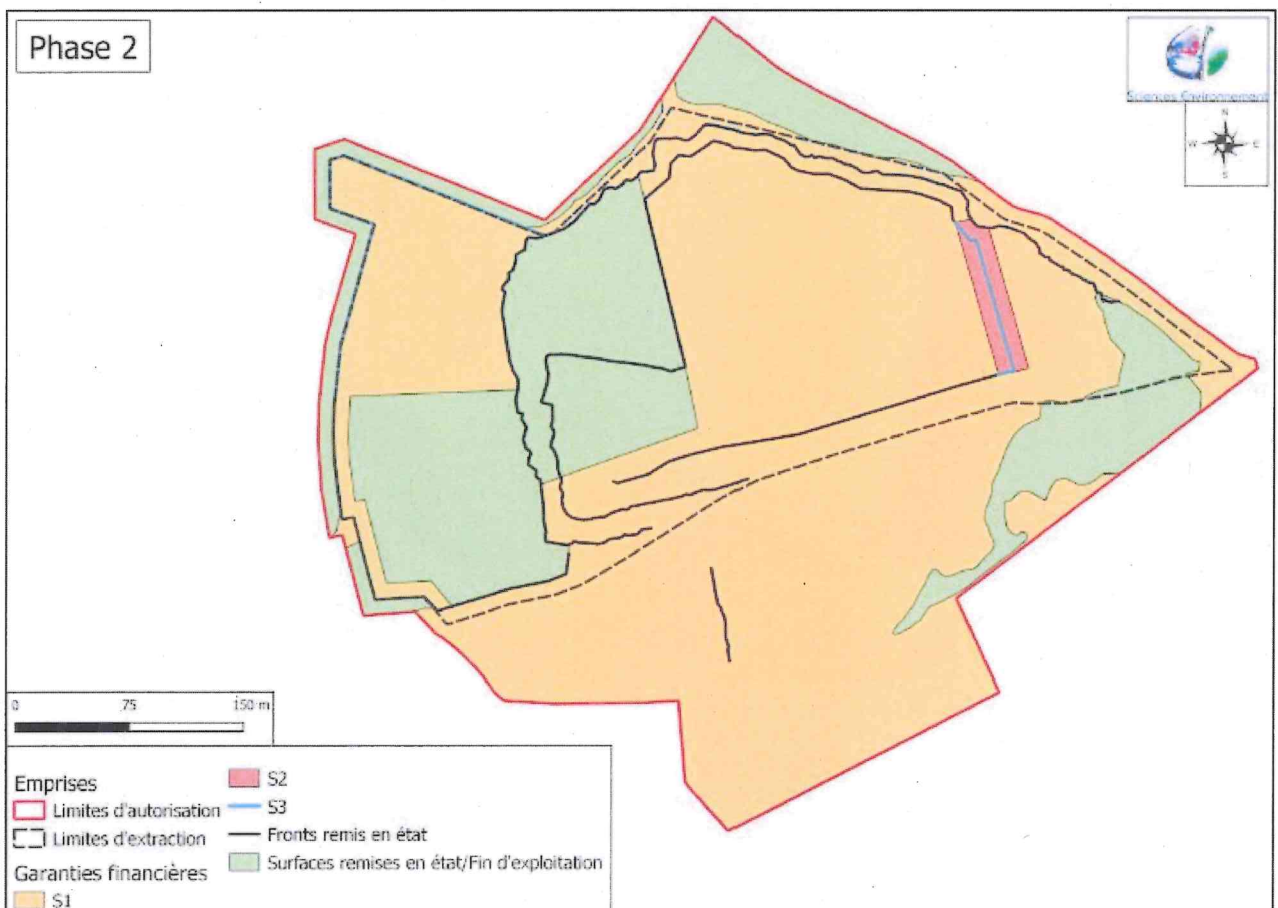 Phase 2
Sciences Environnement
N
W E
S
0 75 150 m
Emprises
Limites d'autorisation
Limites d'extraction
Garanties financières
S1
S2
S3
Fronts remis en état
Surfaces remises en état/Fin d'exploitation